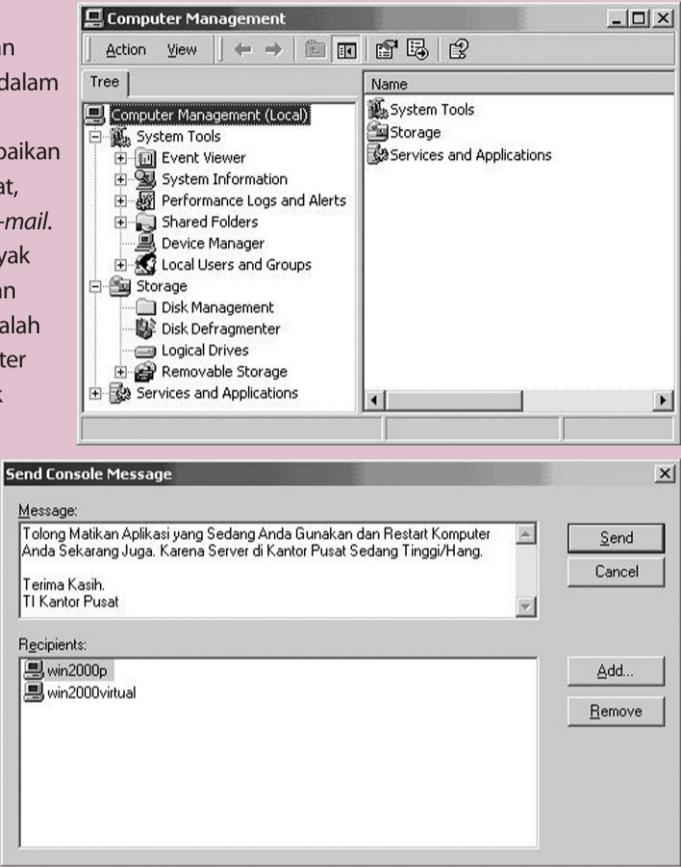 dalam
at,
-mail.
Computer Management
Action View
Tree
Name
Computer Management (Local)
System Tools
Event Viewer
System Information
Performance Logs and Alerts
Shared Folders
Device Manager
Local Users and Groups
Storage
Disk Management
Disk Defragmenter
Logical Drives
Removable Storage
Services and Applications
System Tools
Storage
Services and Applications
Send Console Message
Message:
Tolong Matikan Aplikasi yang Sedang Anda Gunakan dan Restart Komputer
Anda Sekarang Juga. Karena Server di Kantor Pusat Sedang Tinggi/Hang.
Terima Kasih.
TI Kantor Pusat
Send
Cancel
Recipients:
win2000p
win2000virtual
Add...
Remove